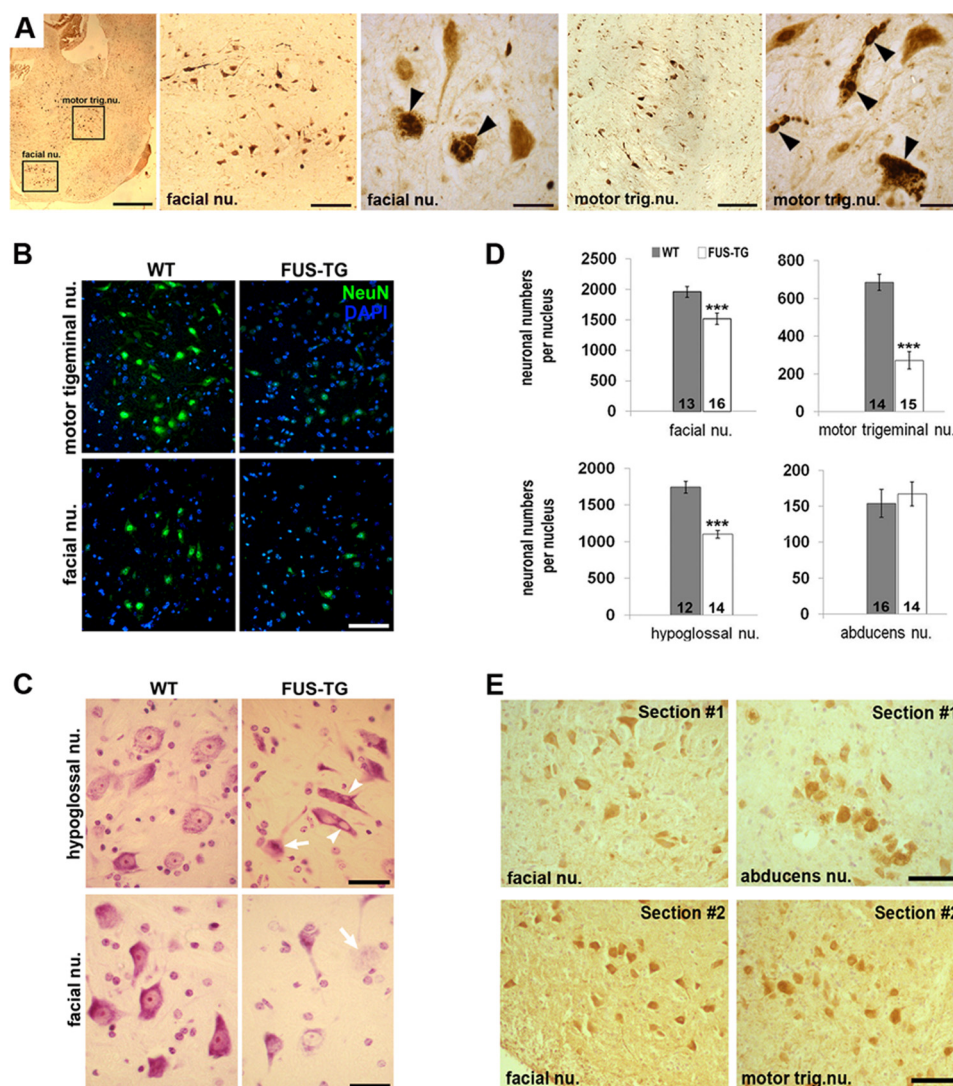 A
motor trig.nu.
facial nu.
facial nu.
facial nu.
motor trig.nu.
motor trig.nu.
B
WT
FUS-TG
NeuN
DAPI
motor tigeminal nu.
facial nu.
C
WT
FUS-TG
hypoglossal nu.
facial nu.
D
WT
FUS-TG
neuronal numbers
per nucleus
2500
2000
1500
1000
500
0
***
13
16
facial nu.
800
600
400
200
0
***
14
15
motor trigeminal nu.
neuronal numbers
per nucleus
2000
1500
1000
500
0
***
12
14
hypoglossal nu.
200
150
100
50
0
16
14
abducens nu.
E
Section #1
facial nu.
Section #1
abducens nu.
Section #2
facial nu.
Section #2
motor trig.nu.